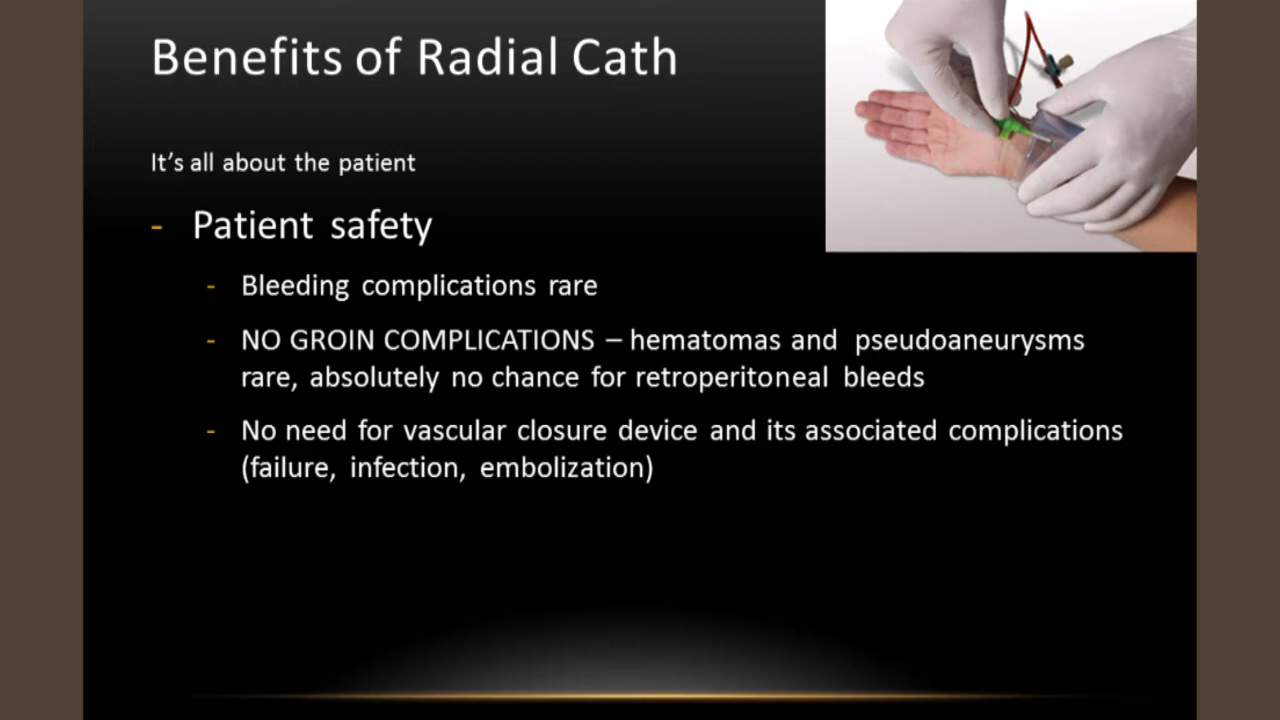 Benefits of Radial Cath
It’s all about the patient
- Patient safety
- Bleeding complications rare
- NO GROIN COMPLICATIONS – hematomas and pseudoaneurysms
rare, absolutely no chance for retroperitoneal bleeds
- No need for vascular closure device and its associated complications
(failure, infection, embolization)